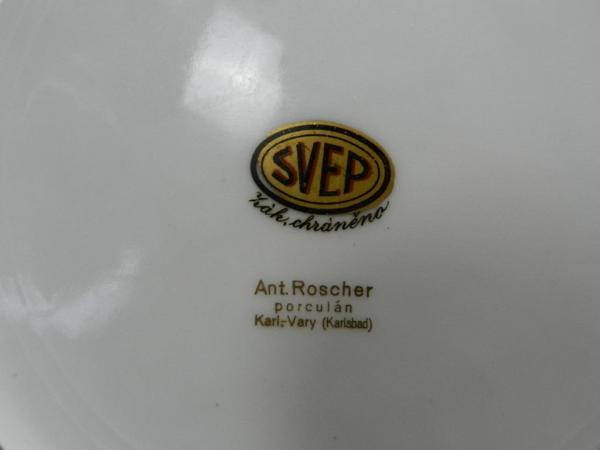 SVEP
Zák. chráněno
Ant. Roscher
porculán
Karl.-Vary (Karlsbad)